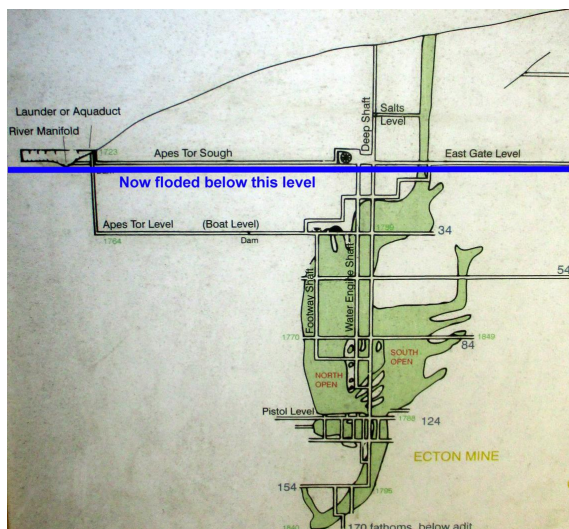 Deep Shaft
Salts
Level
Launder or Aquaduct
River Manifold
1723
Apes Tor Sough
East Gate Level
Now floded below this level
Apes Tor Level
(Boat Level)
1764
Dam
34
Footway Shaft
Water Engine Shaft
54
1770
1849
84
SOUTH
OPEN
NORTH
OPEN
Pistol Level
1788
124
ECTON MINE
154
1795
1840
170 fathoms, below adit